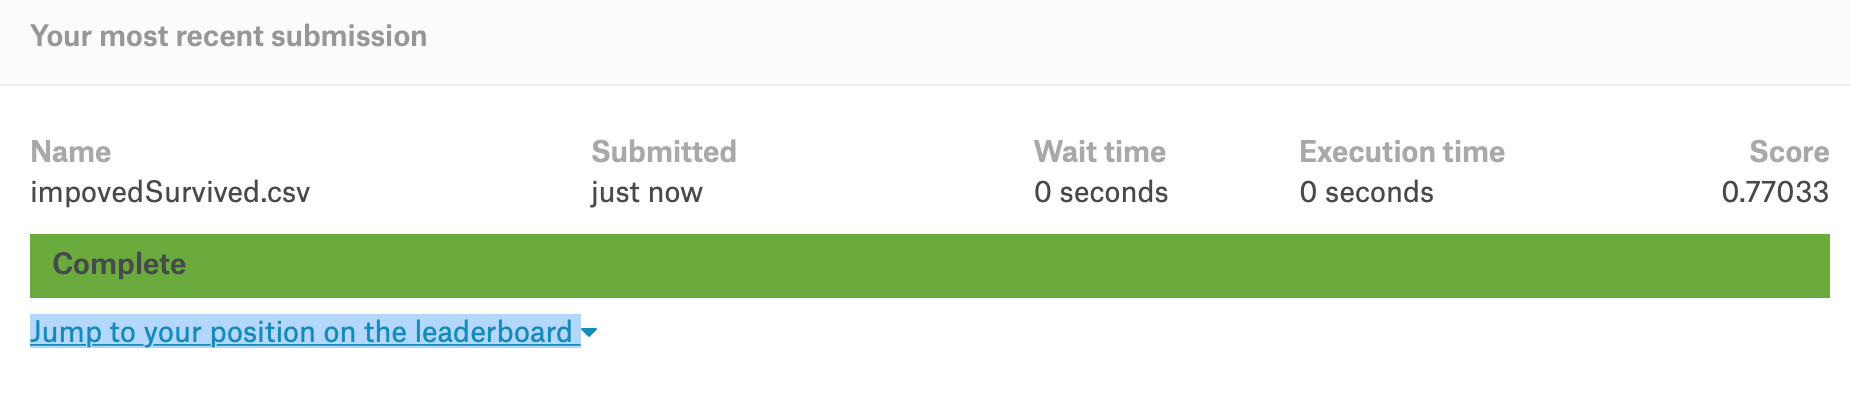 Your most recent submission
Name Submitted Wait time Execution time Score
impovedSurvived.csv just now 0 seconds 0 seconds 0.77033
Complete
Jump to your position on the leaderboard